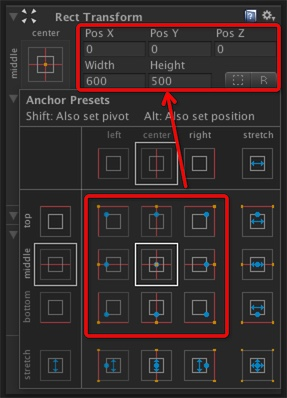 Rect Transform
center
middle
Pos X Pos Y Pos Z
0 0 0
Width Height
600 500
R
Anchor Presets
Shift: Also set pivot Alt: Also set position
left center right stretch
top
middle
bottom
stretch